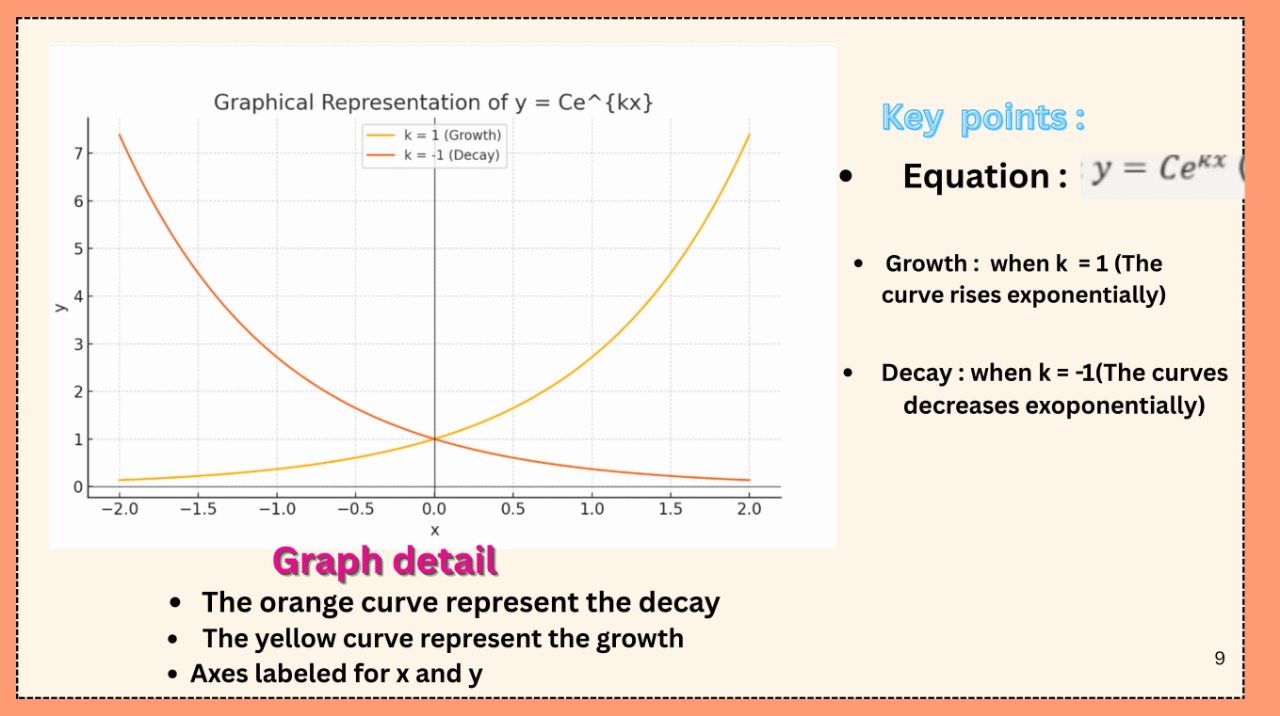 Graphical Representation of y = Ce^{kx}
k = 1 (Growth)
k = -1 (Decay)
7
6
5
4
3
2
1
0
y
−2.0 −1.5 −1.0 −0.5 0.0 0.5 1.0 1.5 2.0
x
Graph detail
• The orange curve represent the decay
• The yellow curve represent the growth
• Axes labeled for x and y
Key points :
• Equation : y = Ce^{κx} (
• Growth : when k = 1 (The
curve rises exponentially)
• Decay : when k = -1(The curves
decreases exoponentially)
9